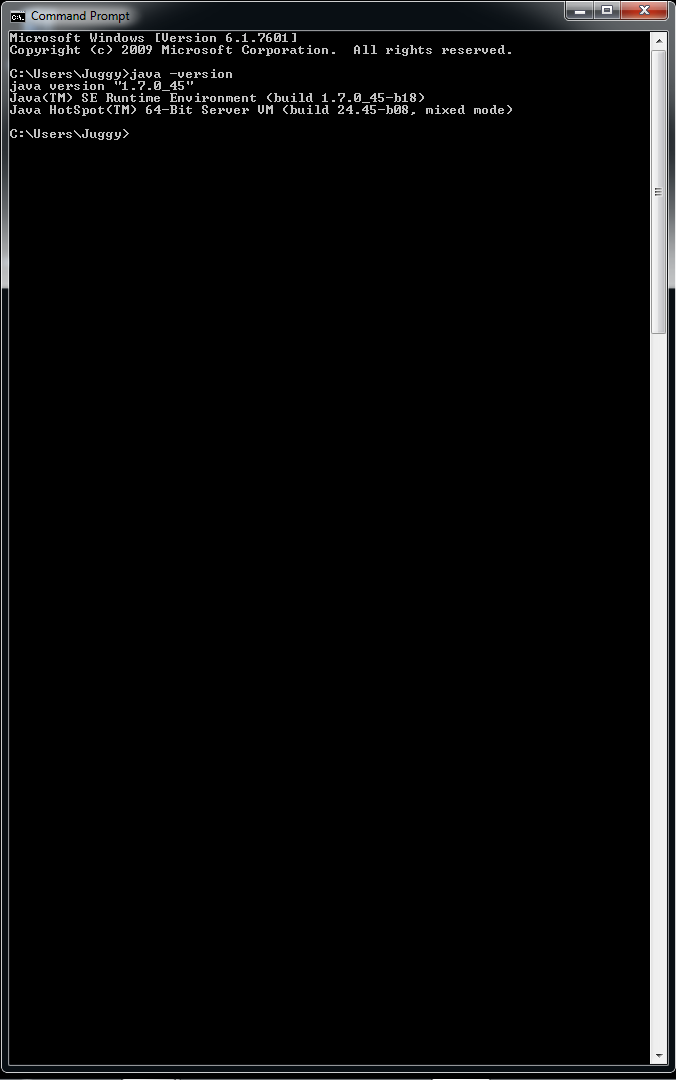 Command Prompt
Microsoft Windows [Version 6.1.7601]
Copyright (c) 2009 Microsoft Corporation.  All rights reserved.
C:\Users\Juggy>java -version
java version "1.7.0_45"
Java(TM) SE Runtime Environment (build 1.7.0_45-b18)
Java HotSpot(TM) 64-Bit Server VM (build 24.45-b08, mixed mode)
C:\Users\Juggy>